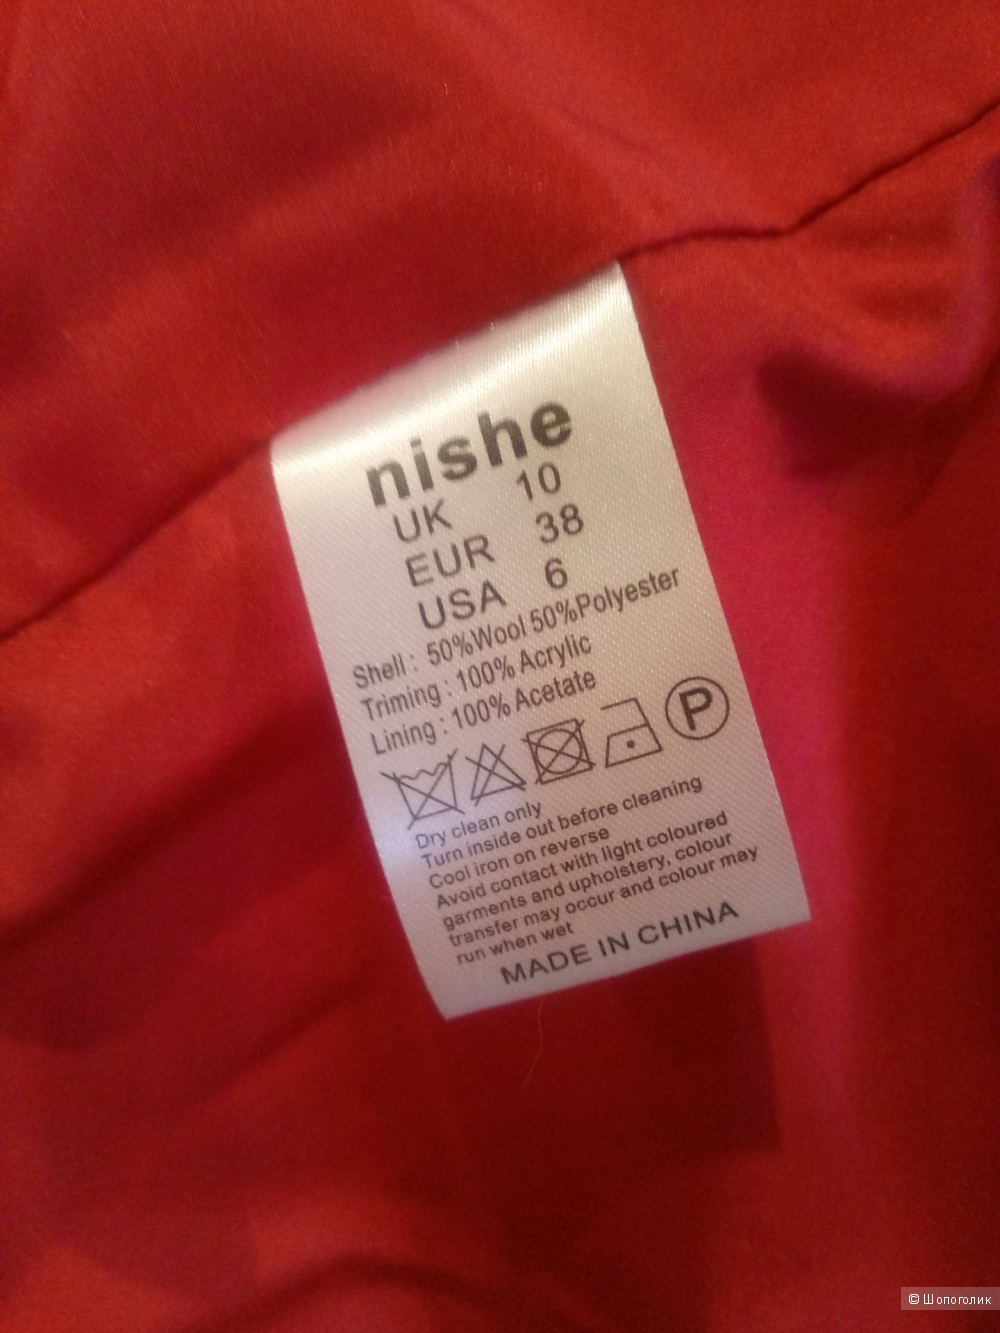 nishe
UK 10
EUR 38
USA 6
Shell : 50%Wool 50%Polyester
Triming : 100% Acrylic
Lining : 100% Acetate
P
Dry clean only
Turn inside out before cleaning
Cool iron on reverse
Avoid contact with light coloured
garments and upholstery, colour
transfer may occur and colour may
run when wet
MADE IN CHINA
© Шопоголик